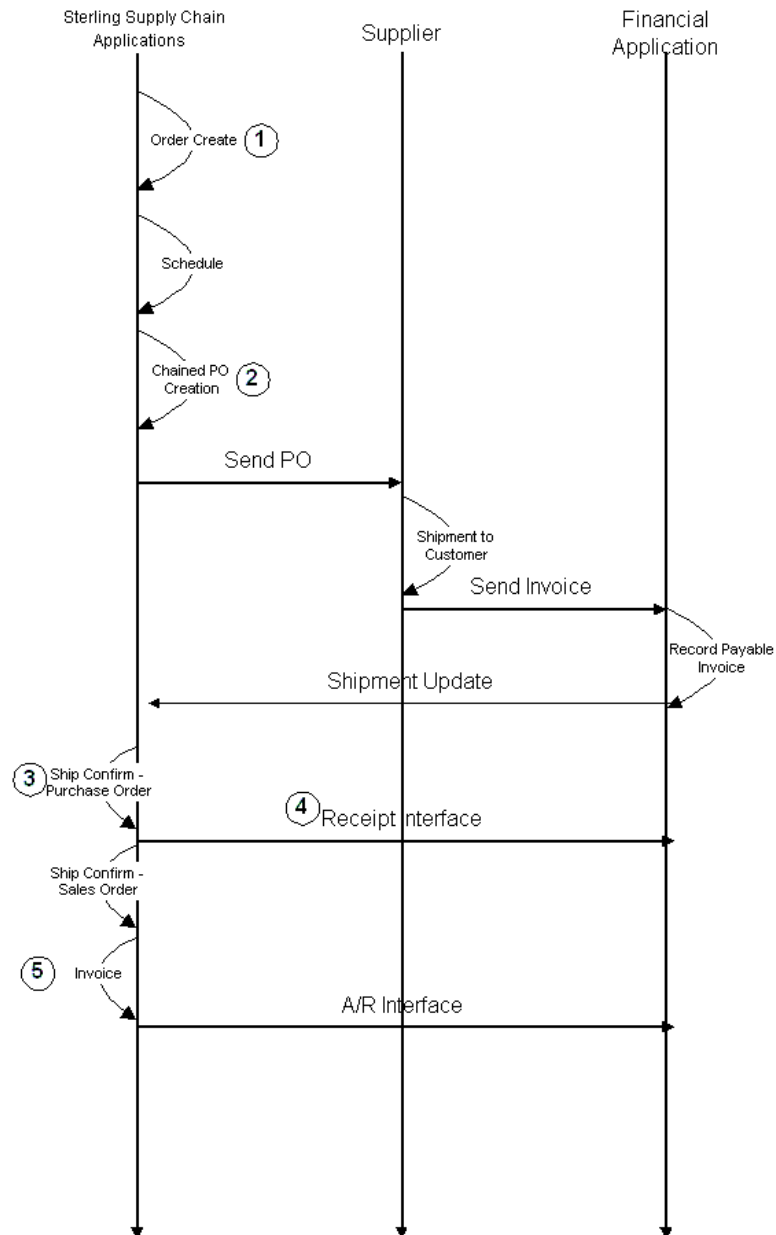 Sterling Supply Chain
Applications
Supplier
Financial
Application
Order Create 1
Schedule
Chained PO
Creation 2
Send PO
Shipment to
Customer
Send Invoice
Record Payable
Invoice
Shipment Update
3 Ship Confirm -
Purchase Order
4
Receipt Interface
Ship Confirm -
Sales Order
5 Invoice
A/R Interface